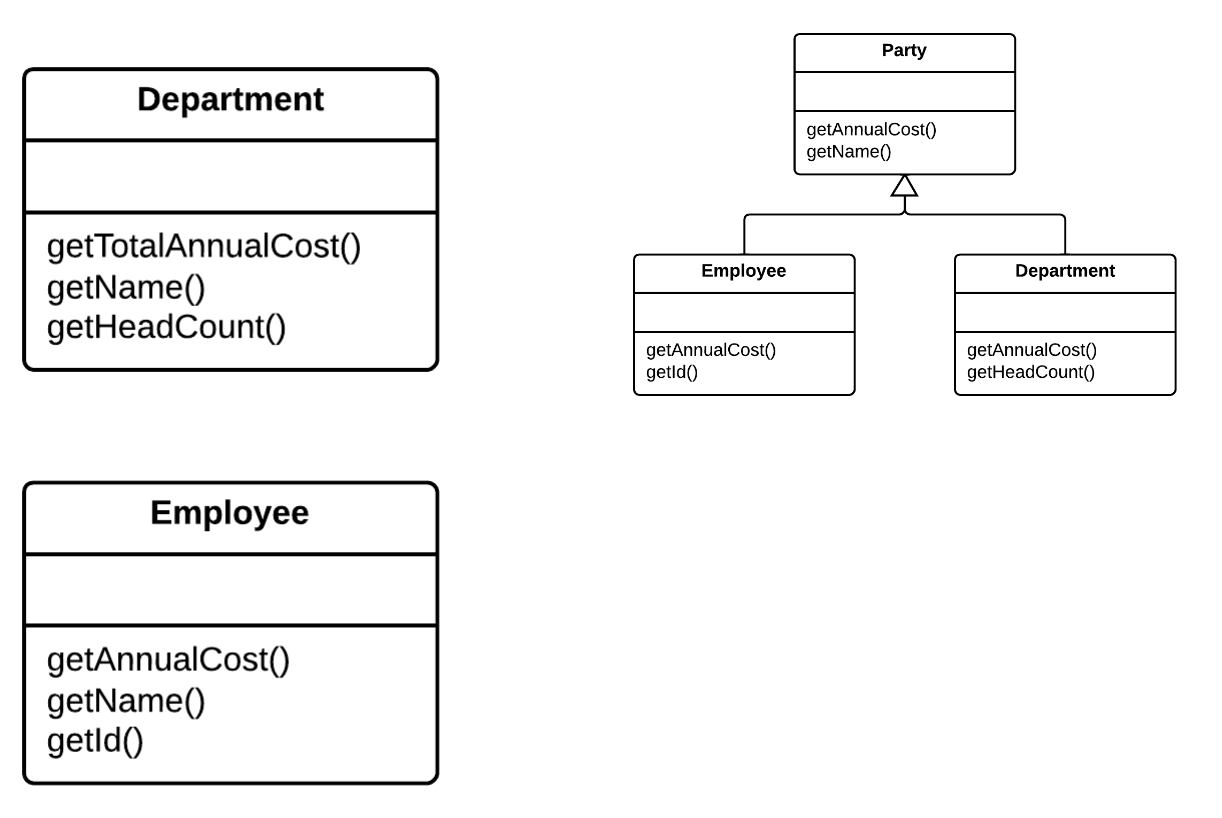 Department
getTotalAnnualCost()
getName()
getHeadCount()
Employee
getAnnualCost()
getName()
getId()
Party
getAnnualCost()
getName()
Employee
getAnnualCost()
getId()
Department
getAnnualCost()
getHeadCount()